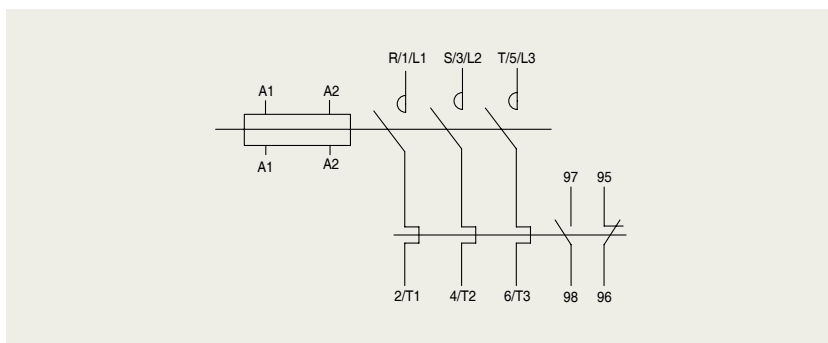 R/1/L1 S/3/L2 T/5/L3
A1 A2
A1 A2
97 95
2/T1 4/T2 6/T3 98 96